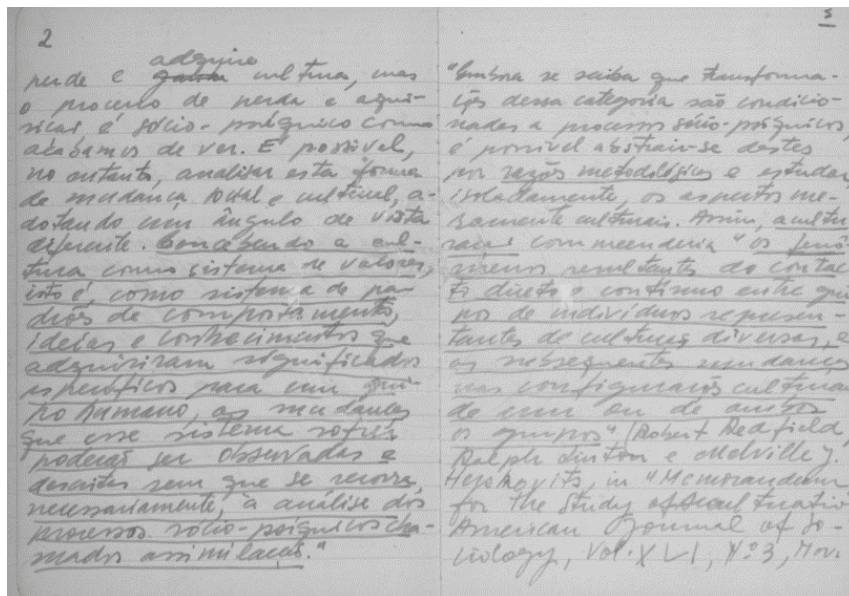 2
adquire
perde e ganha cultura, mas
o processo de perda e aqui-
sição é sócio-psíquico como
acabamos de ver. É possível,
no entanto, analisar esta forma
de mudança social e cultural, a-
dotando um ângulo de vista
diferente. Concebendo a cul-
tura como sistema de valores,
isto é, como sistema de pa-
drões de comportamento,
ideias e conhecimentos que
adquiriram significados
específicos para um gru-
po humano, as mudanças
que esse sistema sofreu
poderão ser observadas e
descritas sem que se recorra,
necessariamente, à análise dos
processos sócio-psíquicos cha-
mados assimilação."
3
"Embora se saiba que transforma-
ções dessa categoria são condicio-
nadas a processos sócio-psíquicos,
é possível abstrair-se destes
por razões metodológicas e estudar,
isoladamente, os aspectos me-
ramente culturais. Assim, acultu-
ração compreenderia "os fenô-
menos resultantes do contac-
to direto e contínuo entre gru-
pos de indivíduos represen-
tantes de culturas diversas, e
as subsequentes mudanças
nas configurações culturais
de um ou de ambos
os grupos" (Robert Redfield,
Ralph Linton e Melville J.
Herskovits, in "Memorandum
for the Study of Acculturation
American Journal of So-
ciology, Vol. XLI, Nº 3, Nov.